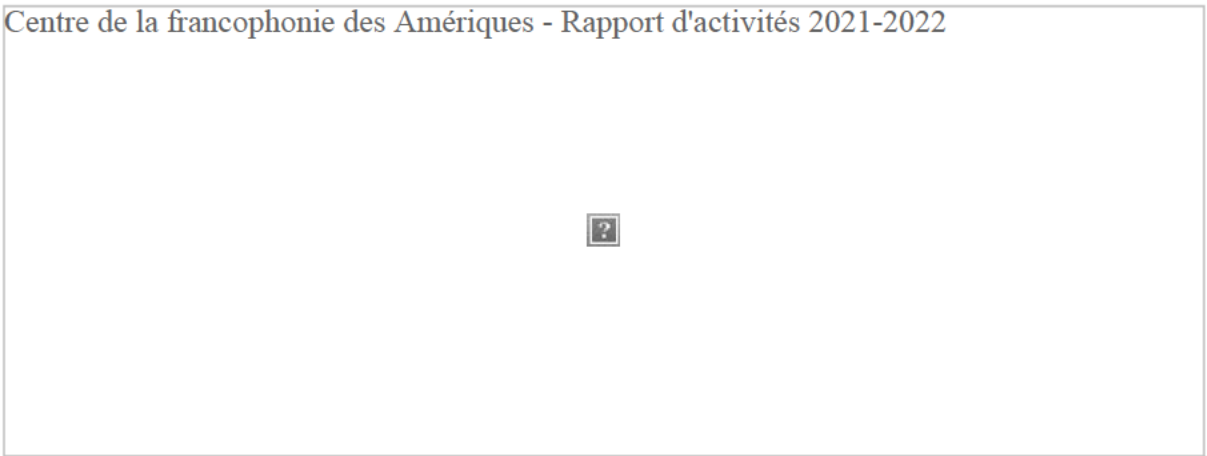 Centre de la francophonie des Amériques - Rapport d'activités 2021-2022
?